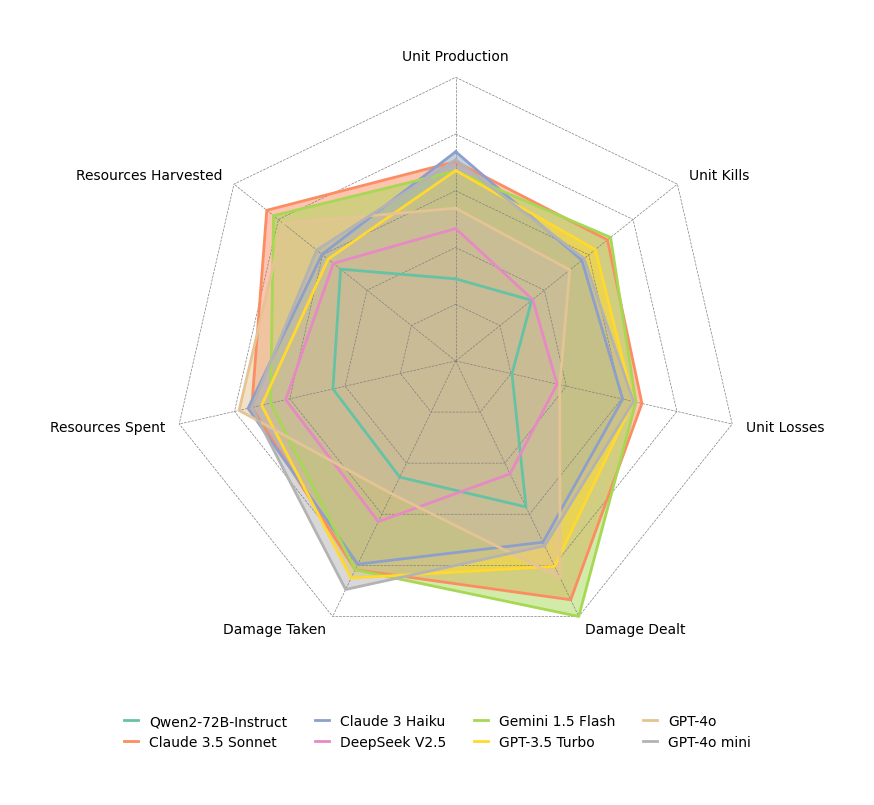 Unit Production
Resources Harvested
Unit Kills
Resources Spent
Unit Losses
Damage Taken
Damage Dealt
Qwen2-72B-Instruct
Claude 3.5 Sonnet
Claude 3 Haiku
DeepSeek V2.5
Gemini 1.5 Flash
GPT-3.5 Turbo
GPT-4o
GPT-4o mini